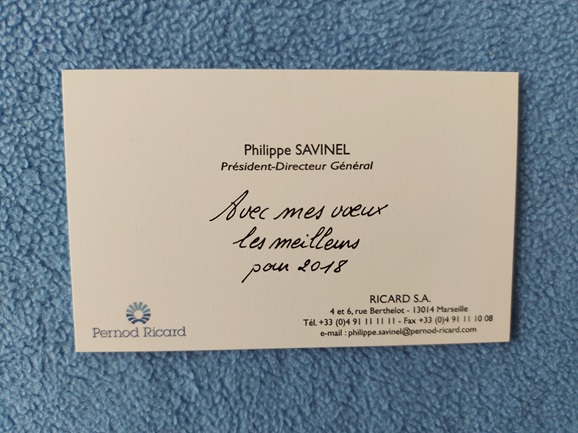 Philippe SAVINEL
Président-Directeur Général
Avec mes vœux
les meilleurs
pour 2018
Pernod Ricard
RICARD S.A.
4 et 6, rue Berthelot - 13014 Marseille
Tél. +33 (0)4 91 11 11 11 - Fax +33 (0)4 91 11 10 08
e-mail : philippe.savinel@pernod-ricard.com